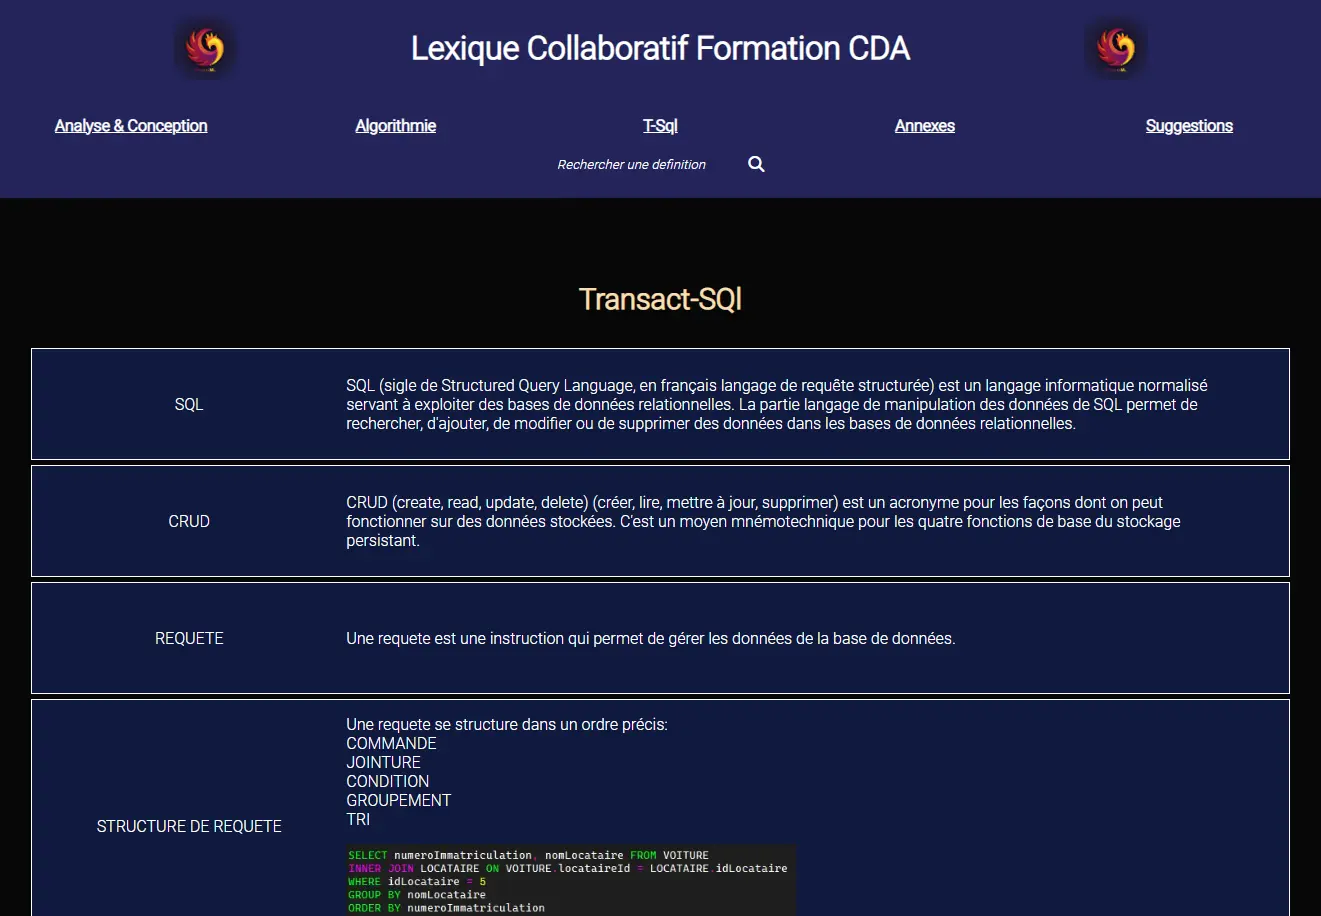 Lexique Collaboratif Formation CDA
Analyse & Conception
Algorithmie
T-Sql
Annexes
Suggestions
Rechercher une definition
Transact-SQl
SQL
SQL (sigle de Structured Query Language, en français langage de requête structurée) est un langage informatique normalisé
servant à exploiter des bases de données relationnelles. La partie langage de manipulation des données de SQL permet de
rechercher, d'ajouter, de modifier ou de supprimer des données dans les bases de données relationnelles.
CRUD
CRUD (create, read, update, delete) (créer, lire, mettre à jour, supprimer) est un acronyme pour les façons dont on peut
fonctionner sur des données stockées. C'est un moyen mnémotechnique pour les quatre fonctions de base du stockage
persistant.
REQUETE
Une requete est une instruction qui permet de gérer les données de la base de données.
STRUCTURE DE REQUETE
Une requete se structure dans un ordre précis:
COMMANDE
JOINTURE
CONDITION
GROUPEMENT
TRI
SELECT numeroImmatriculation, nomLocataire FROM VOITURE
INNER JOIN LOCATAIRE ON VOITURE.locataireId = LOCATAIRE.idLocataire
WHERE idLocataire = 5
GROUP BY nomLocataire
ORDER BY numeroImmatriculation